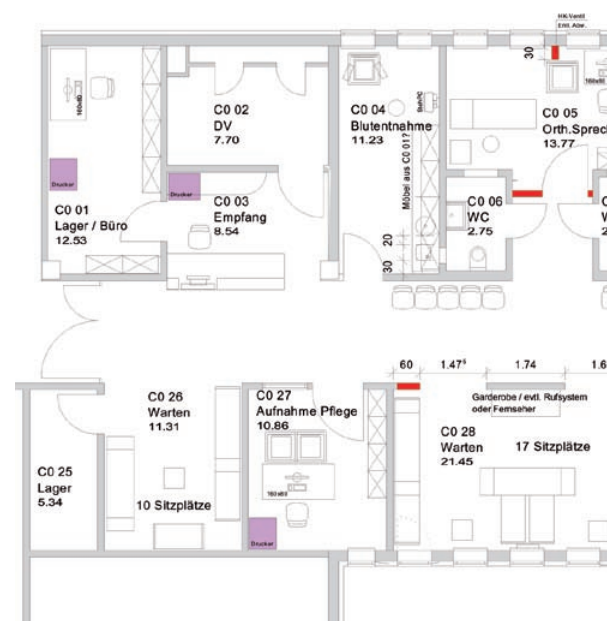 HK-Ventil
Evtl. Abw.
30
160x80
C0 02
DV
7.70
C0 04
Blutentnahme
11.23
C0 05
Orth.Sprec
13.77
Möbel aus C0 01?
Drucker
Drucker
C0 01
Lager / Büro
12.53
C0 03
Empfang
8.54
C0 06
WC
2.75
20
30
60
1.47⁵
1.74
1.6
C0 26
Warten
11.31
C0 27
Aufnahme Pflege
10.86
Garderobe / evtl. Rufsystem
oder Fernseher
C0 28
Warten
21.45
17 Sitzplätze
C0 25
Lager
5.34
10 Sitzplätze
160x80
Drucker